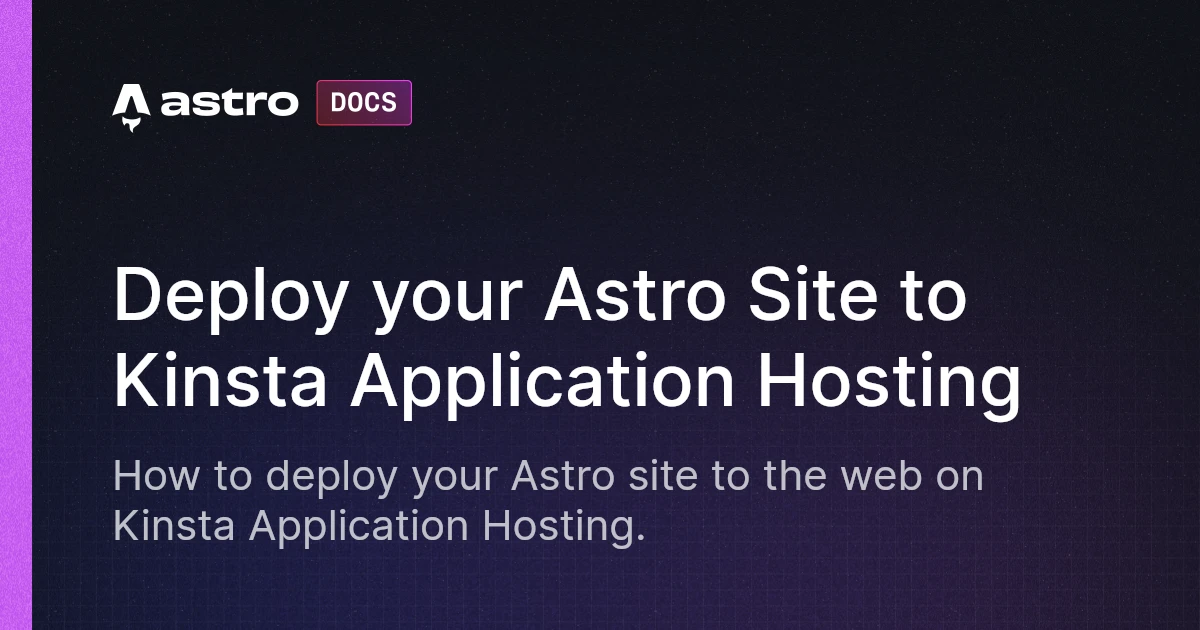 astro DOCS
Deploy your Astro Site to
Kinsta Application Hosting
How to deploy your Astro site to the web on
Kinsta Application Hosting.